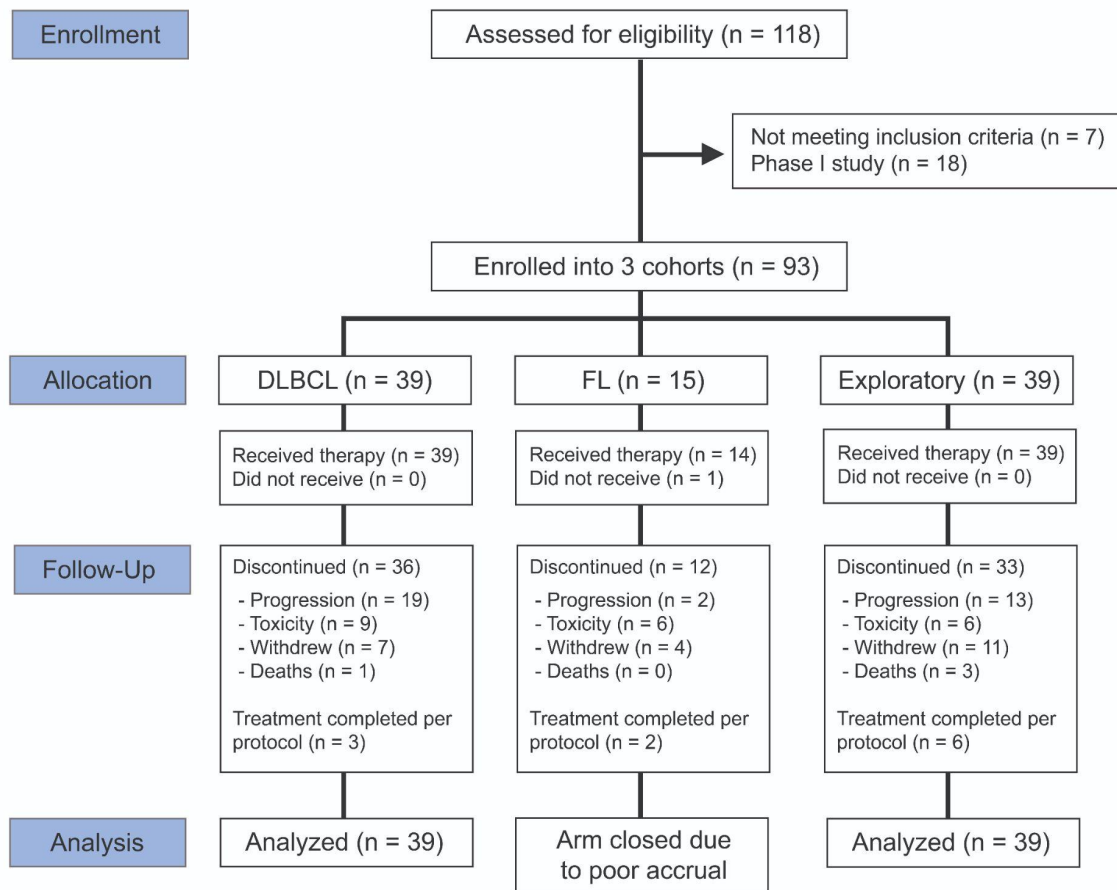 Enrollment
Assessed for eligibility (n = 118)
Not meeting inclusion criteria (n = 7)
Phase I study (n = 18)
Enrolled into 3 cohorts (n = 93)
Allocation
DLBCL (n = 39)
FL (n = 15)
Exploratory (n = 39)
Received therapy (n = 39)
Did not receive (n = 0)
Received therapy (n = 14)
Did not receive (n = 1)
Received therapy (n = 39)
Did not receive (n = 0)
Follow-Up
Discontinued (n = 36)
- Progression (n = 19)
- Toxicity (n = 9)
- Withdrew (n = 7)
- Deaths (n = 1)
Treatment completed per
protocol (n = 3)
Discontinued (n = 12)
- Progression (n = 2)
- Toxicity (n = 6)
- Withdrew (n = 4)
- Deaths (n = 0)
Treatment completed per
protocol (n = 2)
Discontinued (n = 33)
- Progression (n = 13)
- Toxicity (n = 6)
- Withdrew (n = 11)
- Deaths (n = 3)
Treatment completed per
protocol (n = 6)
Analysis
Analyzed (n = 39)
Arm closed due
to poor accrual
Analyzed (n = 39)